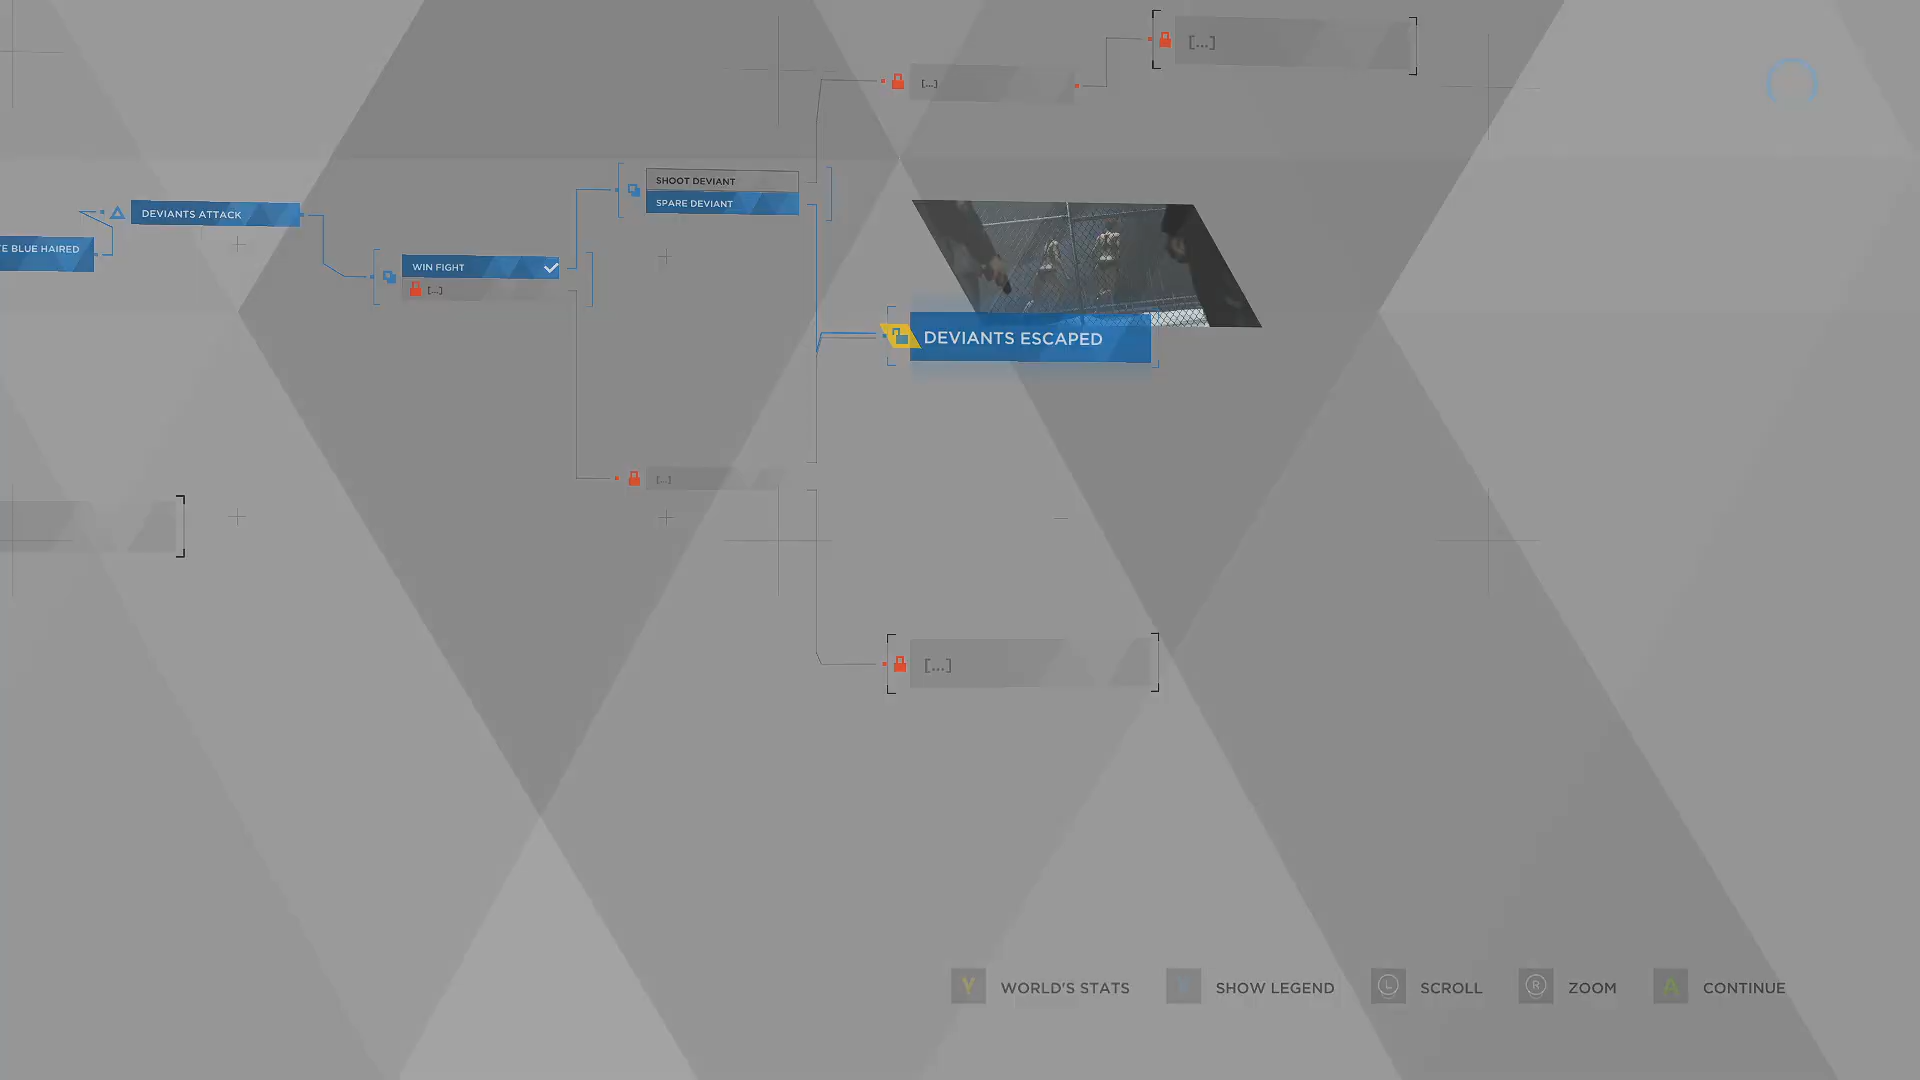 [...]
[...]
SHOOT DEVIANT
SPARE DEVIANT
DEVIANTS ATTACK
E BLUE HAIRED
WIN FIGHT
[...]
DEVIANTS ESCAPED
[...]
[...]
Y WORLD'S STATS
SHOW LEGEND
L SCROLL
R ZOOM
A CONTINUE